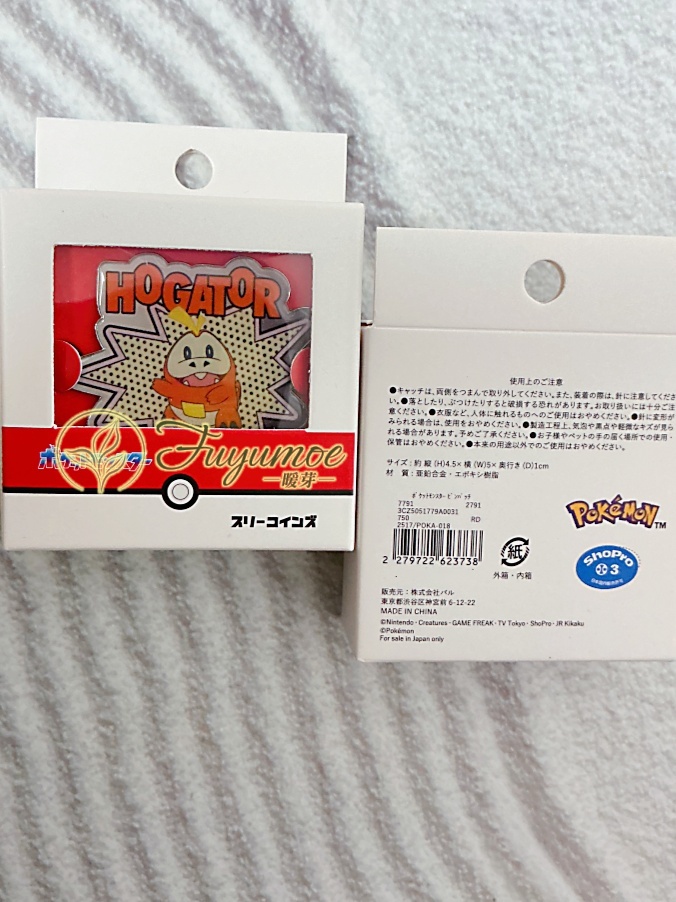 HOGATOR
ポケットモンスター
Fuyumoe
暖芽
スリーコインズ
使用上のご注意
●キャッチは、両側をつまんで取り外してください。また、装着の際は、針に注意してくださ
い。●落としたり、ぶつけたりすると破損する恐れがあります。お取り扱いには十分ご注
意ください。●衣服など、人体に触れるものへのご使用はおやめください。●針に変形が
みられる場合は、使用をおやめください。●製造工程上、気泡や黒点や軽微なキズが見ら
れる場合があります。予めご了承ください。●お子様やペットの手の届く場所での使用・
保管はおやめください。●本来の用途以外でのご使用はおやめください。
サイズ:約 縦(H)4.5×横(W)5×奥行き(D)1cm
材 質:亜鉛合金・エポキシ樹脂
ポケットモンスターピンバッチ
7791 2791
3CZ5051779A0031
750 RD
2517/POKA-018
2 279722 623738
紙
外箱・内箱
POKéMON TM
ShoPro
3
販売元:株式会社パル
東京都渋谷区神宮前 6-12-22
MADE IN CHINA
©Nintendo・Creatures・GAME FREAK・TV Tokyo・ShoPro・JR Kikaku
©Pokémon
For sale in Japan only